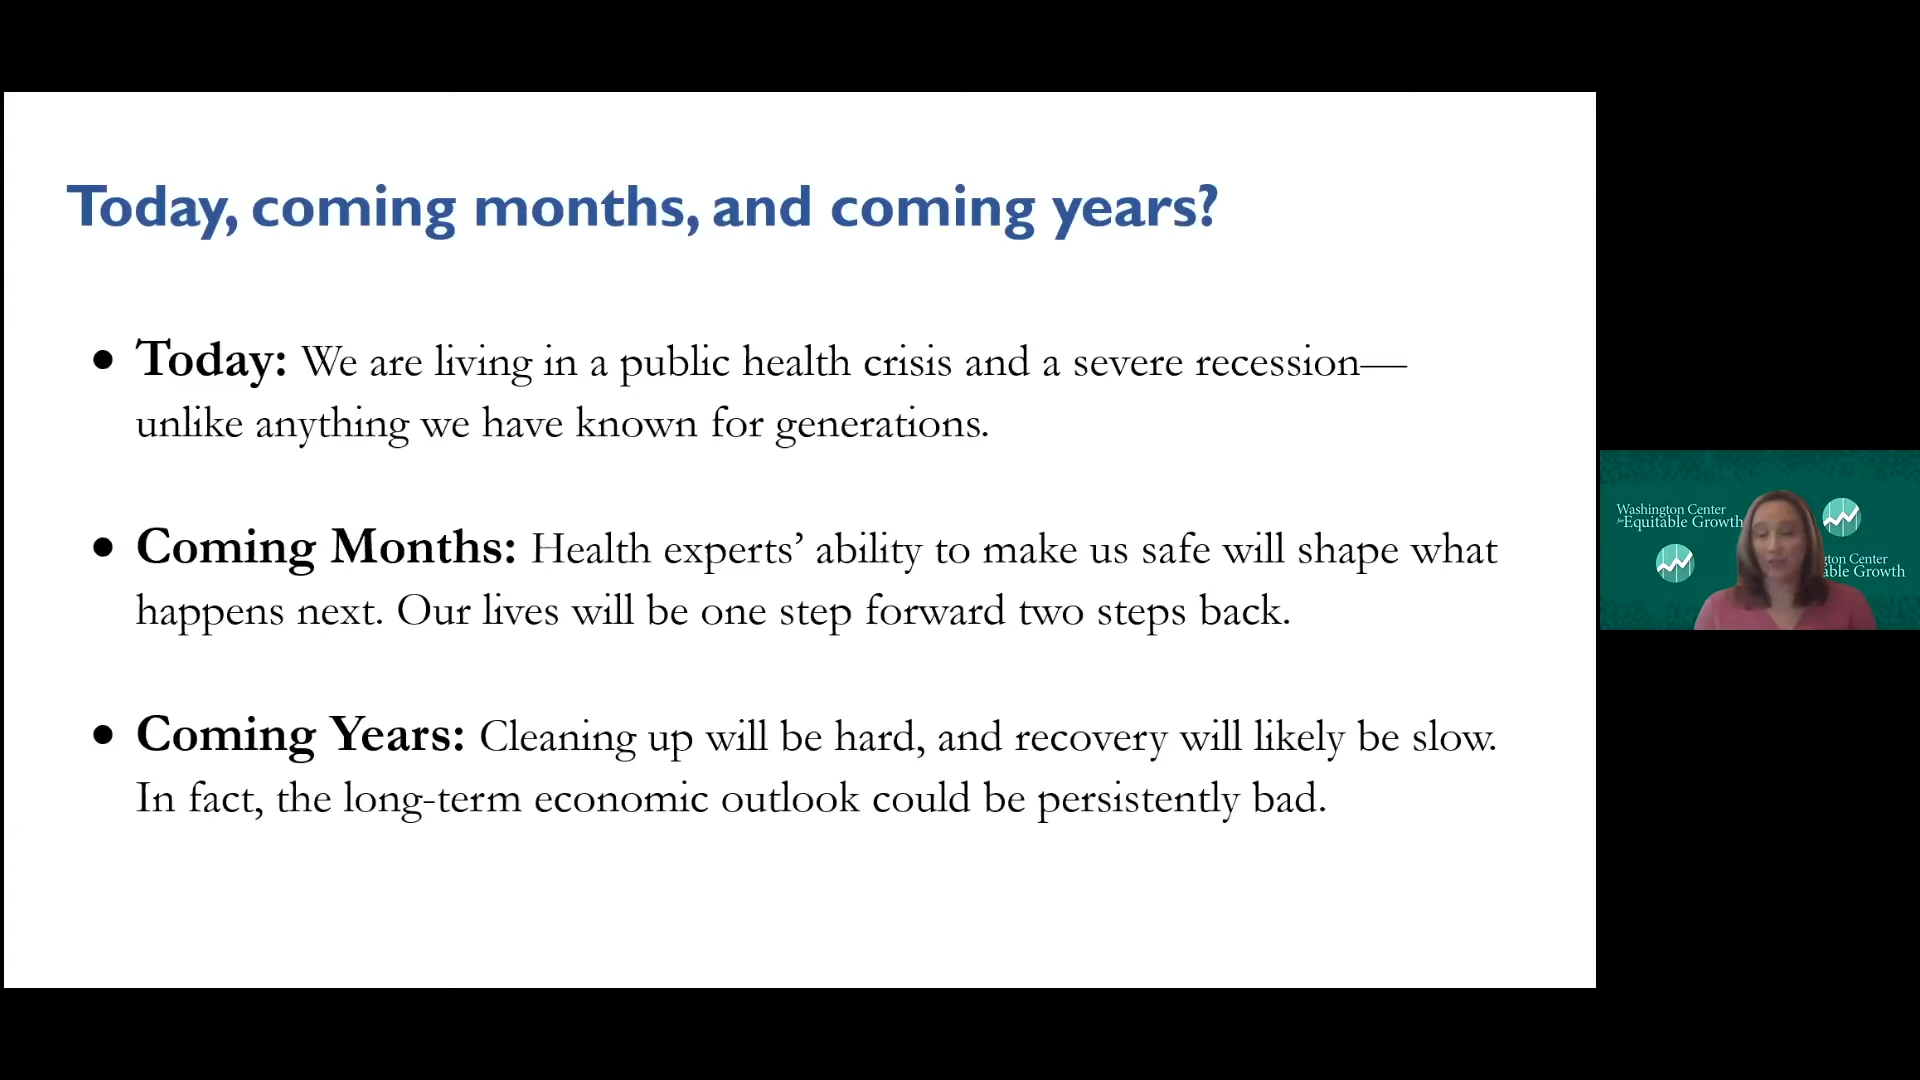 Today, coming months, and coming years?
• Today: We are living in a public health crisis and a severe recession—
unlike anything we have known for generations.
• Coming Months: Health experts’ ability to make us safe will shape what
happens next. Our lives will be one step forward two steps back.
• Coming Years: Cleaning up will be hard, and recovery will likely be slow.
In fact, the long-term economic outlook could be persistently bad.
Washington Center
for Equitable Growth
gton Center
able Growth